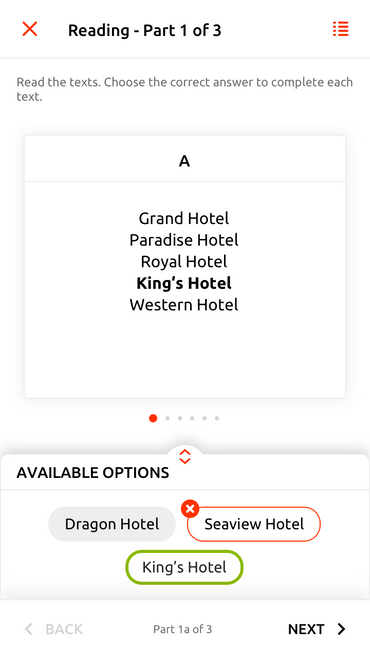 Reading - Part 1 of 3
Read the texts. Choose the correct answer to complete each
text.
A
Grand Hotel
Paradise Hotel
Royal Hotel
King’s Hotel
Western Hotel
AVAILABLE OPTIONS
Dragon Hotel
Seaview Hotel
King’s Hotel
BACK
Part 1a of 3
NEXT